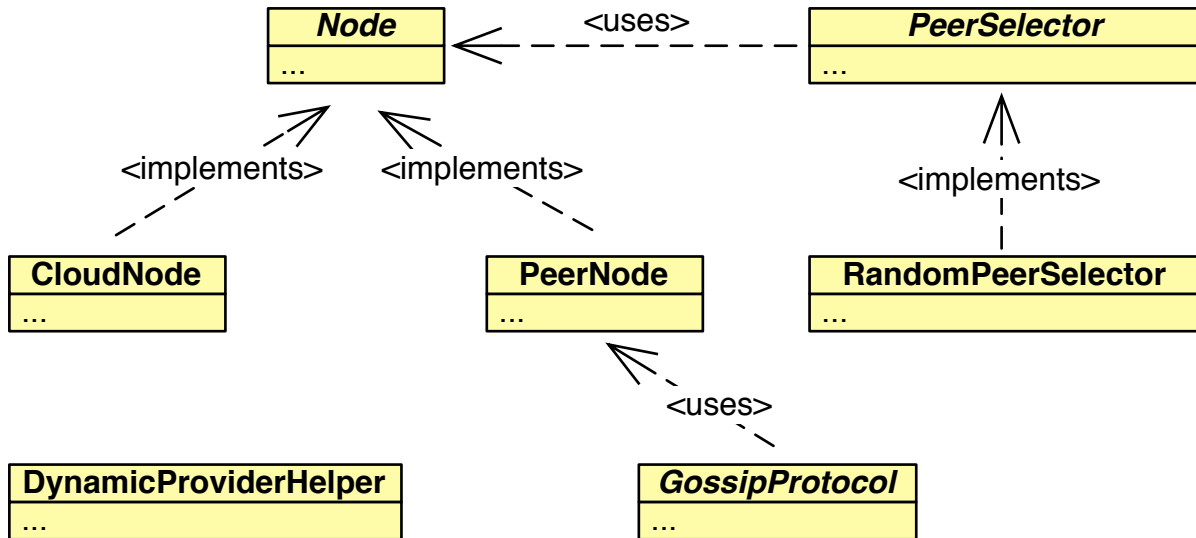 Node
...
<uses>
PeerSelector
...
<implements>
<implements>
<implements>
CloudNode
...
PeerNode
...
RandomPeerSelector
...
<uses>
DynamicProviderHelper
...
GossipProtocol
...